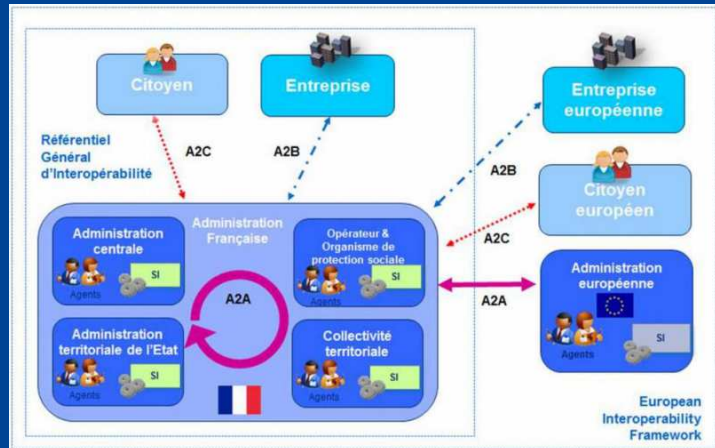 Citoyen
Entreprise
Référentiel
Général
d'Interopérabilité
A2C
A2B
Entreprise
européenne
A2B
Citoyen
européen
A2C
Administration
Française
Administration
centrale
SI
Agents
Opérateur &
Organisme de
protection sociale
SI
Agents
A2A
Administration
territoriale de l'Etat
SI
Agents
Collectivité
territoriale
SI
Agents
A2A
Administration
européenne
SI
Agents
European
Interoperability
Framework